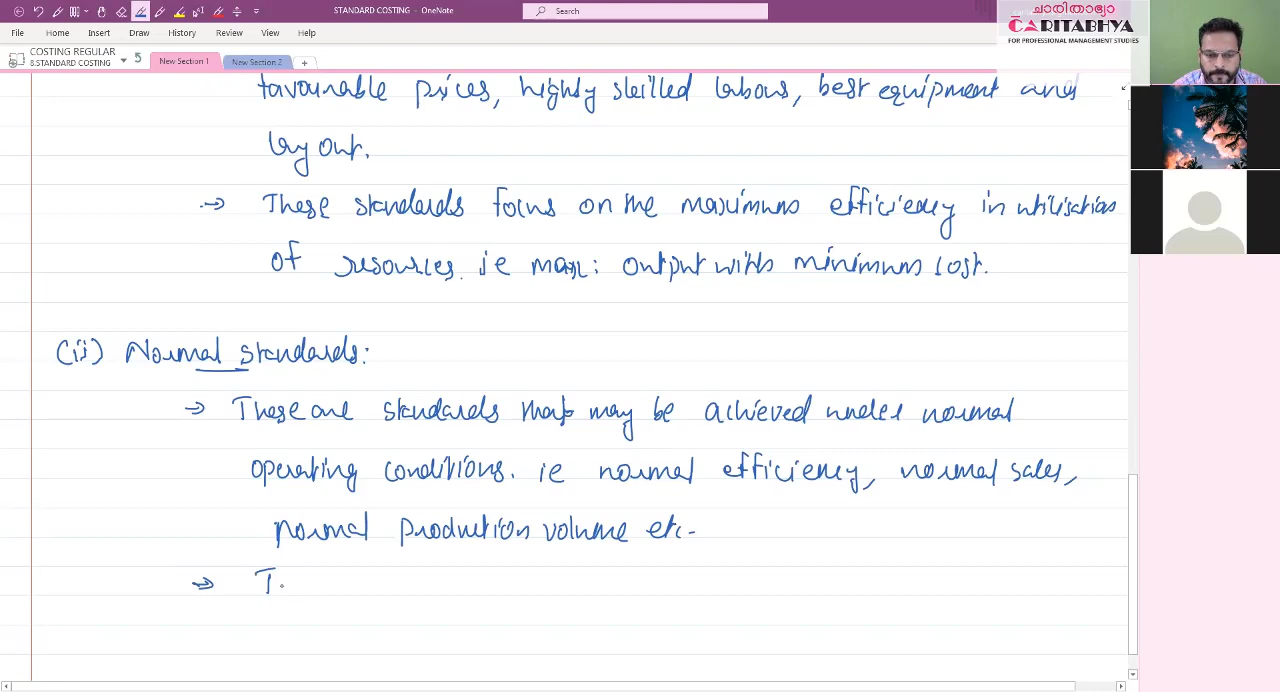 STANDARD COSTING - OneNote
Search
ചാരിതാഭ്യാ
CARITABHYA
FOR PROFESSIONAL MANAGEMENT STUDIES
File Home Insert Draw History Review View Help
COSTING REGULAR
8.STANDARD COSTING
5
New Section 1
New Section 2
+
favourable prices, highly skilled labour, best equipment and
lay out.
→ These standards focus on the maximum efficiency in utilisation
of resources. ie max: output with minimum cost.
(ii) Normal standards:
→ These are standards that may be achieved under normal
operating conditions. ie normal efficiency, normal sales,
normal production volume etc-
→ T